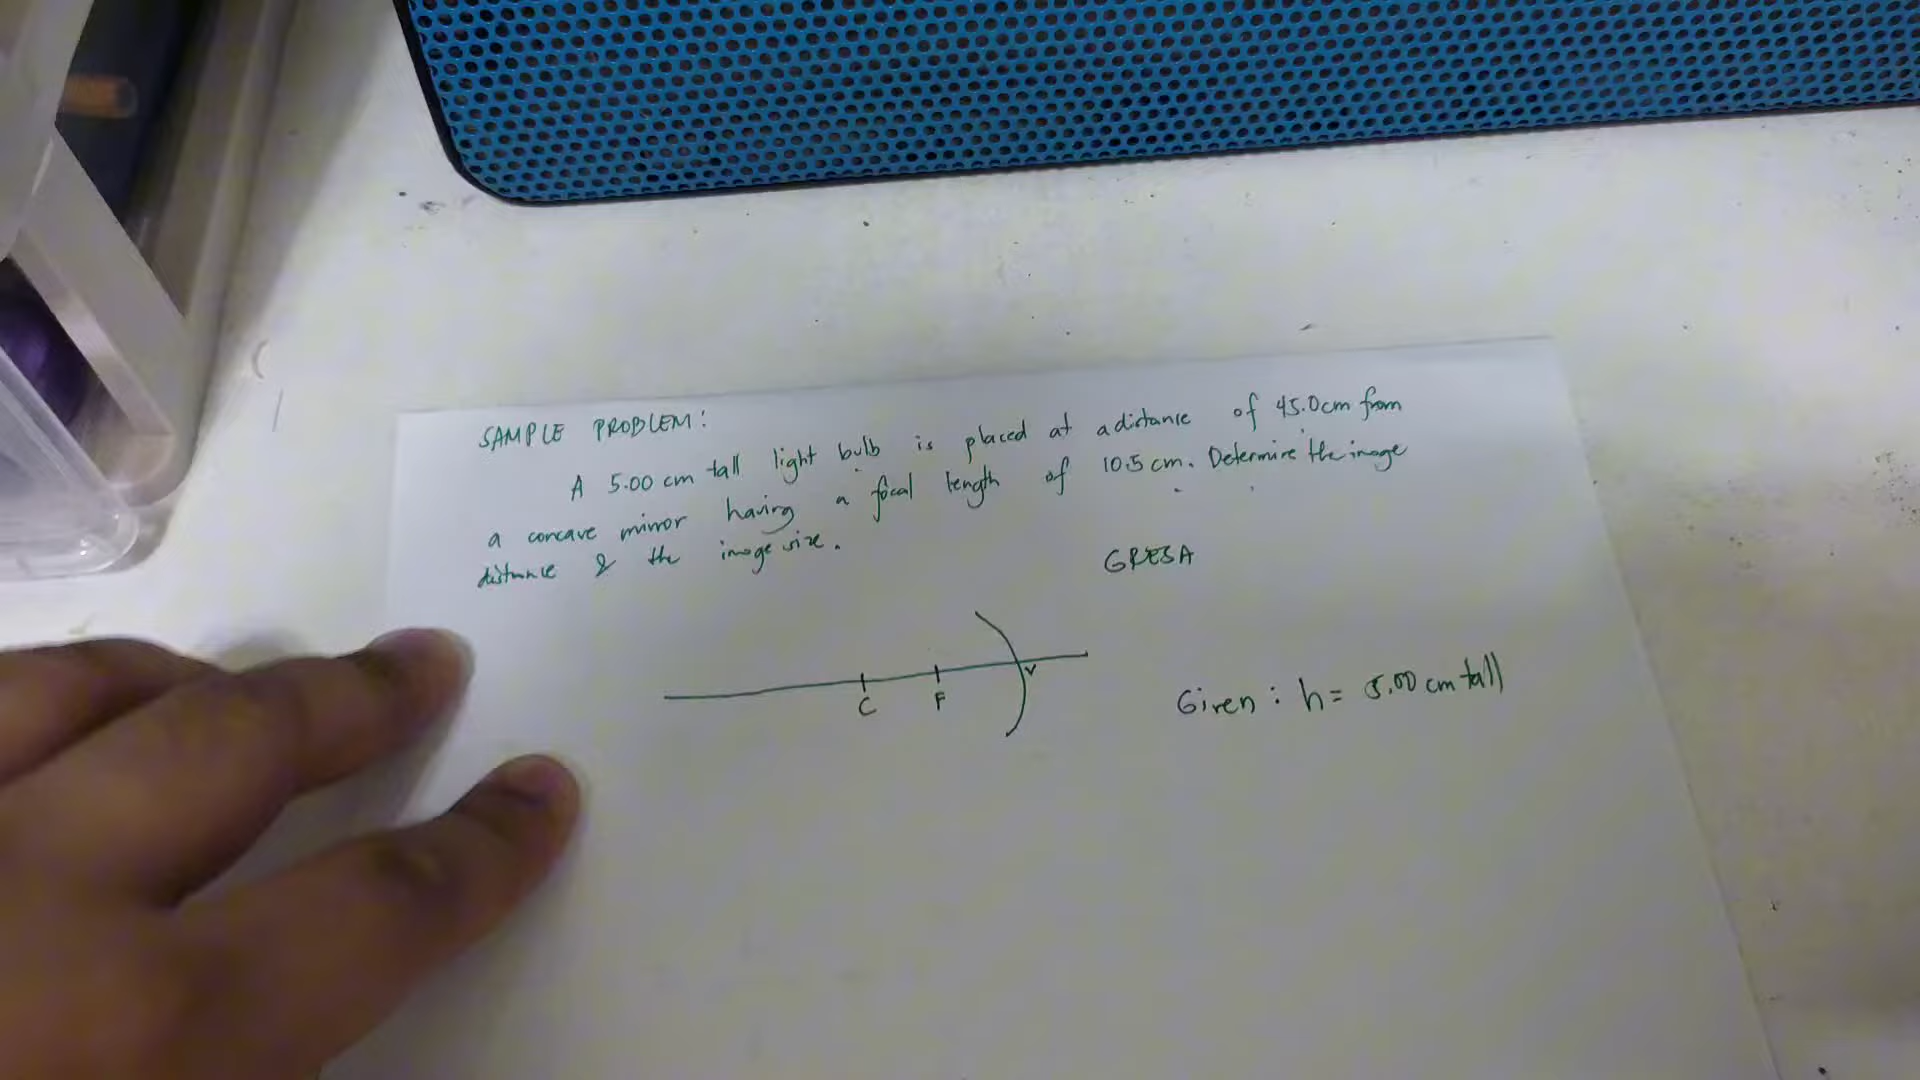 SAMPLE PROBLEM:
A 5.00 cm tall light bulb is placed at a distance of 45.0cm from
a concave mirror having a focal length of 10.5 cm. Determine the image
distance & the image size.
GRESA
C F V
Given: h= 5.00 cm tall